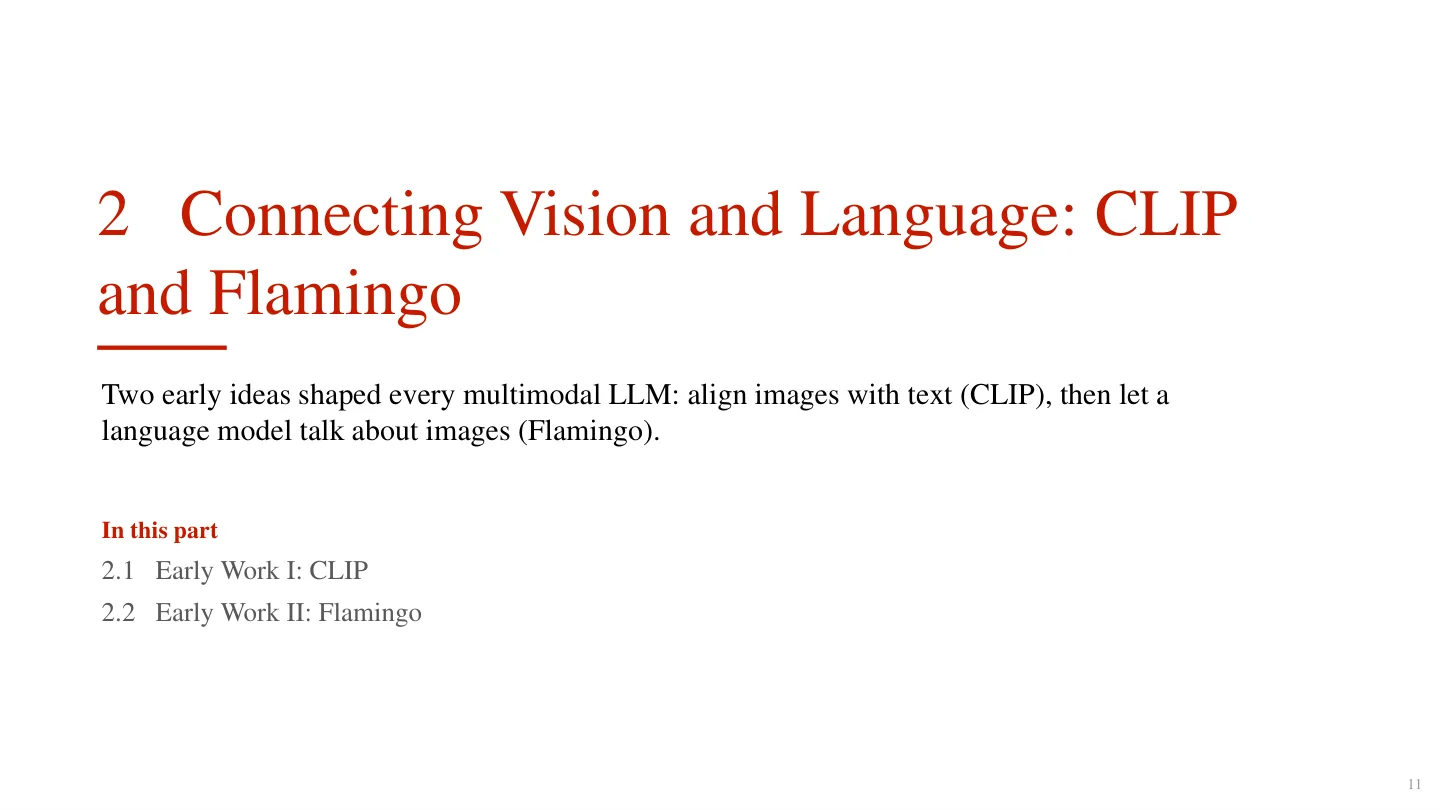 2 Connecting Vision and Language: CLIP
and Flamingo
Two early ideas shaped every multimodal LLM: align images with text (CLIP), then let a
language model talk about images (Flamingo).
In this part
2.1 Early Work I: CLIP
2.2 Early Work II: Flamingo
11